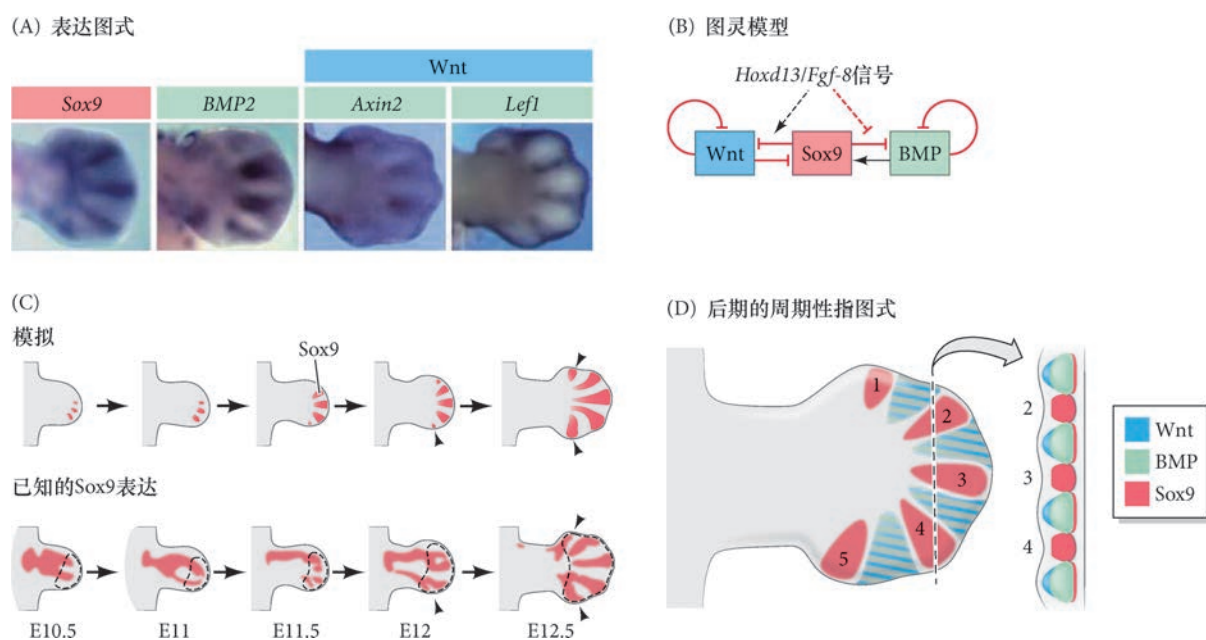 (A) 表达图式
Wnt
Sox9 BMP2 Axin2 Lef1
(B) 图灵模型
Hoxd13/Fgf-8信号
Wnt Sox9 BMP
(C)
模拟
Sox9
已知的Sox9表达
E10.5 E11 E11.5 E12 E12.5
(D) 后期的周期性指图式
1
2
3
4
5
2
3
4
Wnt
BMP
Sox9